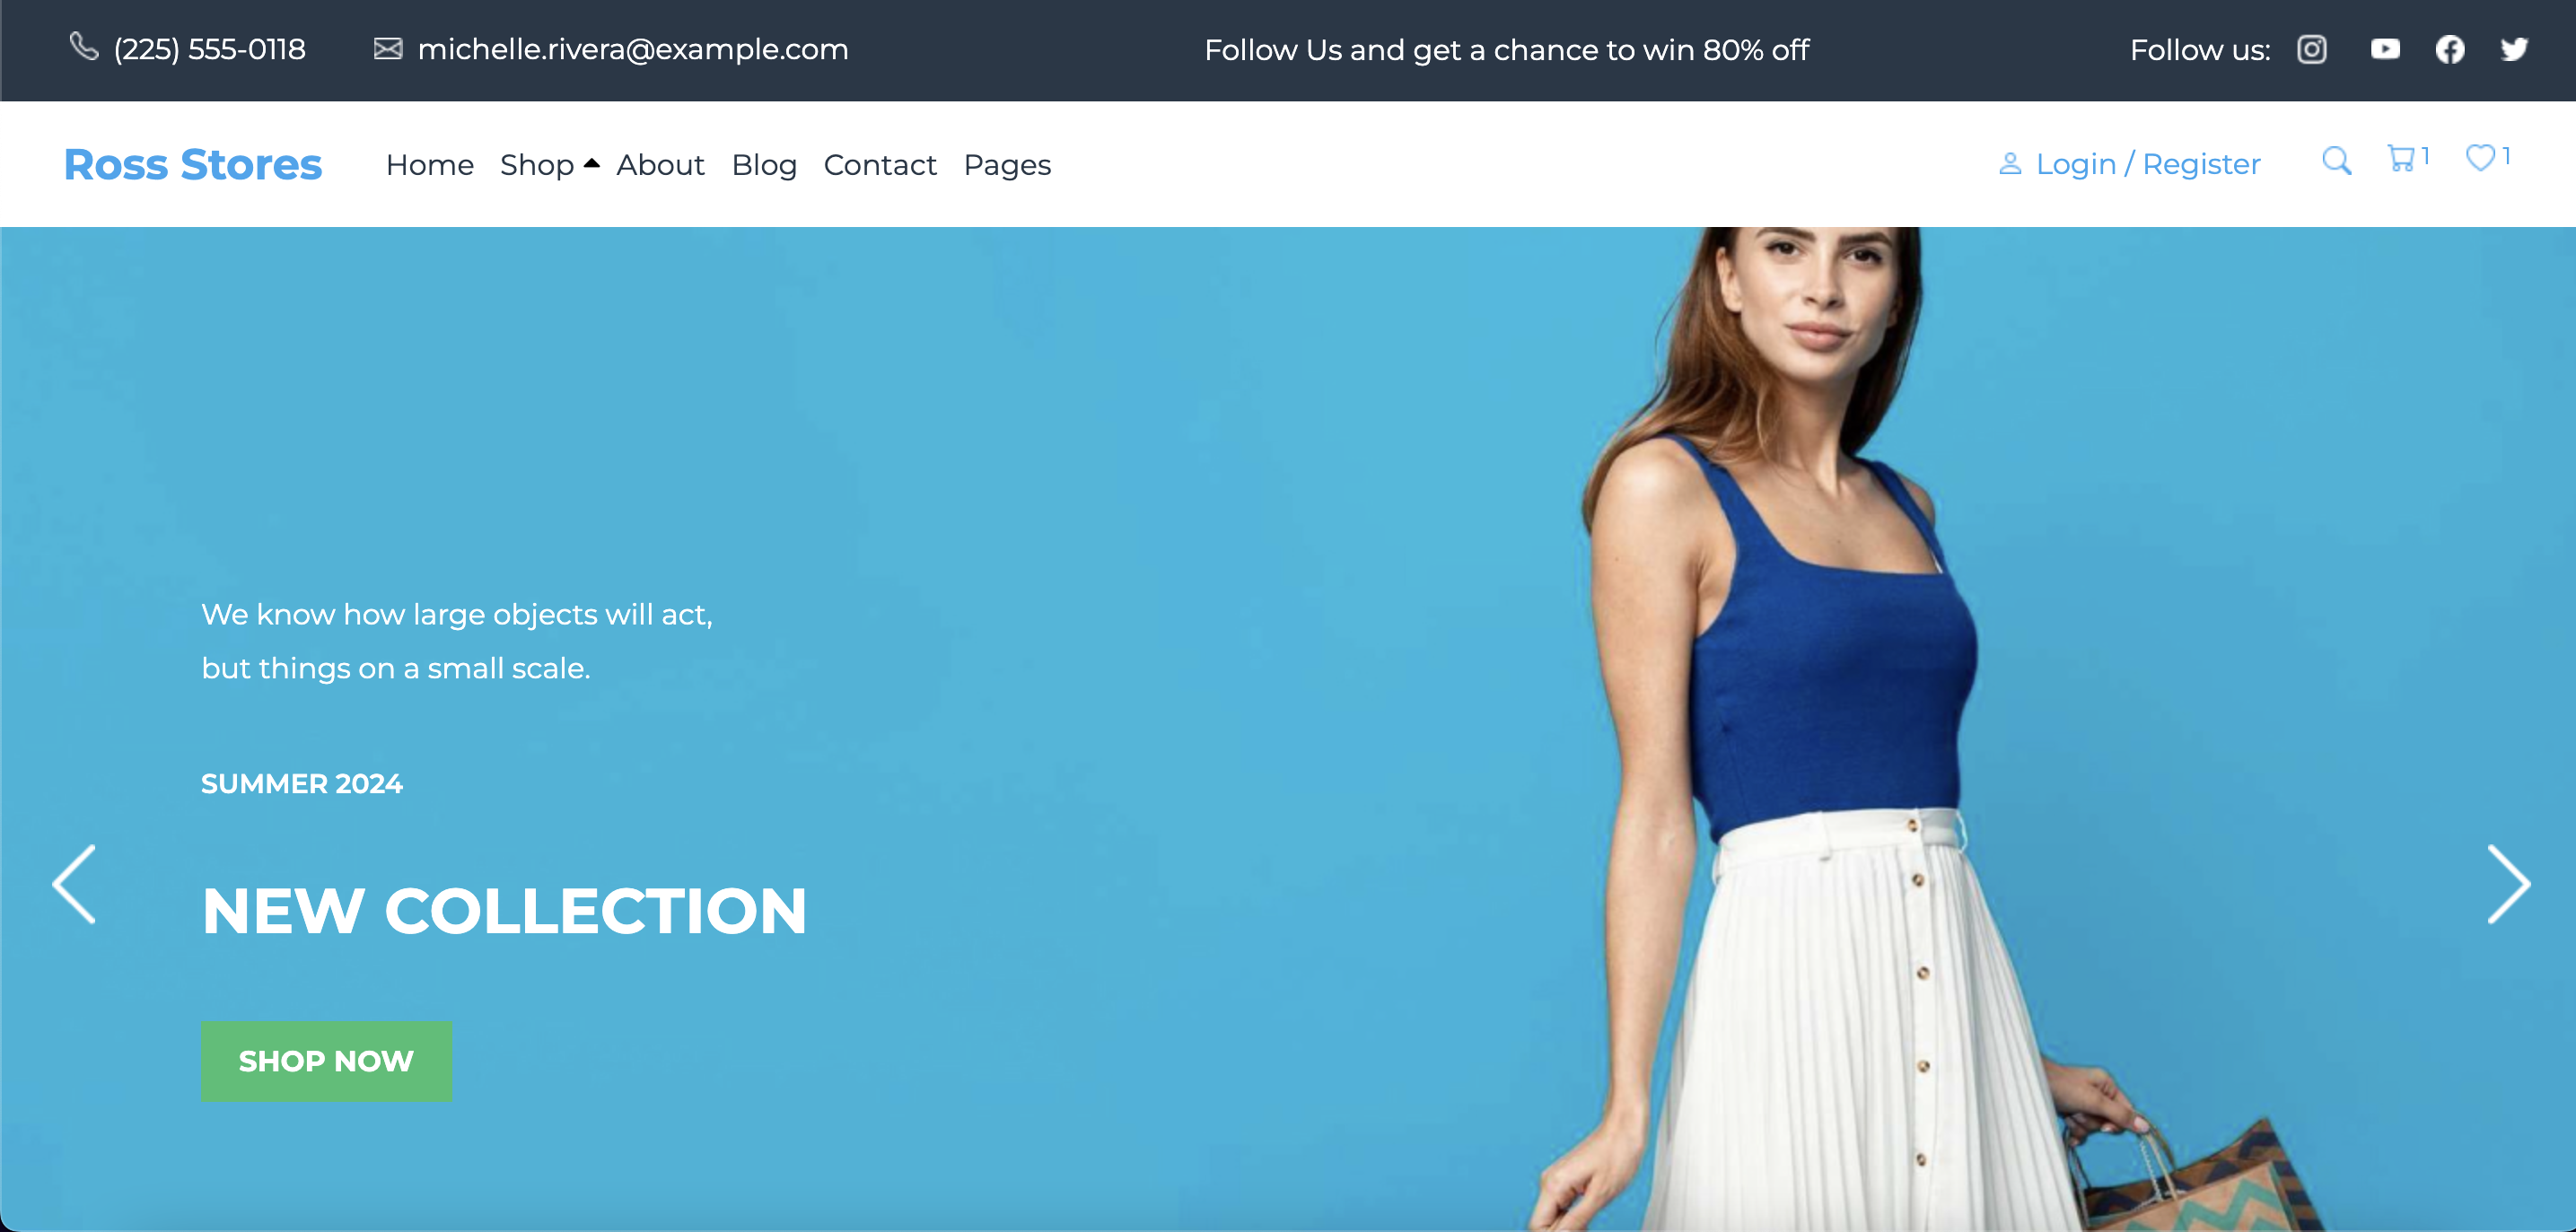 (225) 555-0118 michelle.rivera@example.com Follow Us and get a chance to win 80% off Follow us:
Ross Stores Home Shop About Blog Contact Pages Login / Register 1 1
We know how large objects will act,
but things on a small scale.
SUMMER 2024
NEW COLLECTION
SHOP NOW